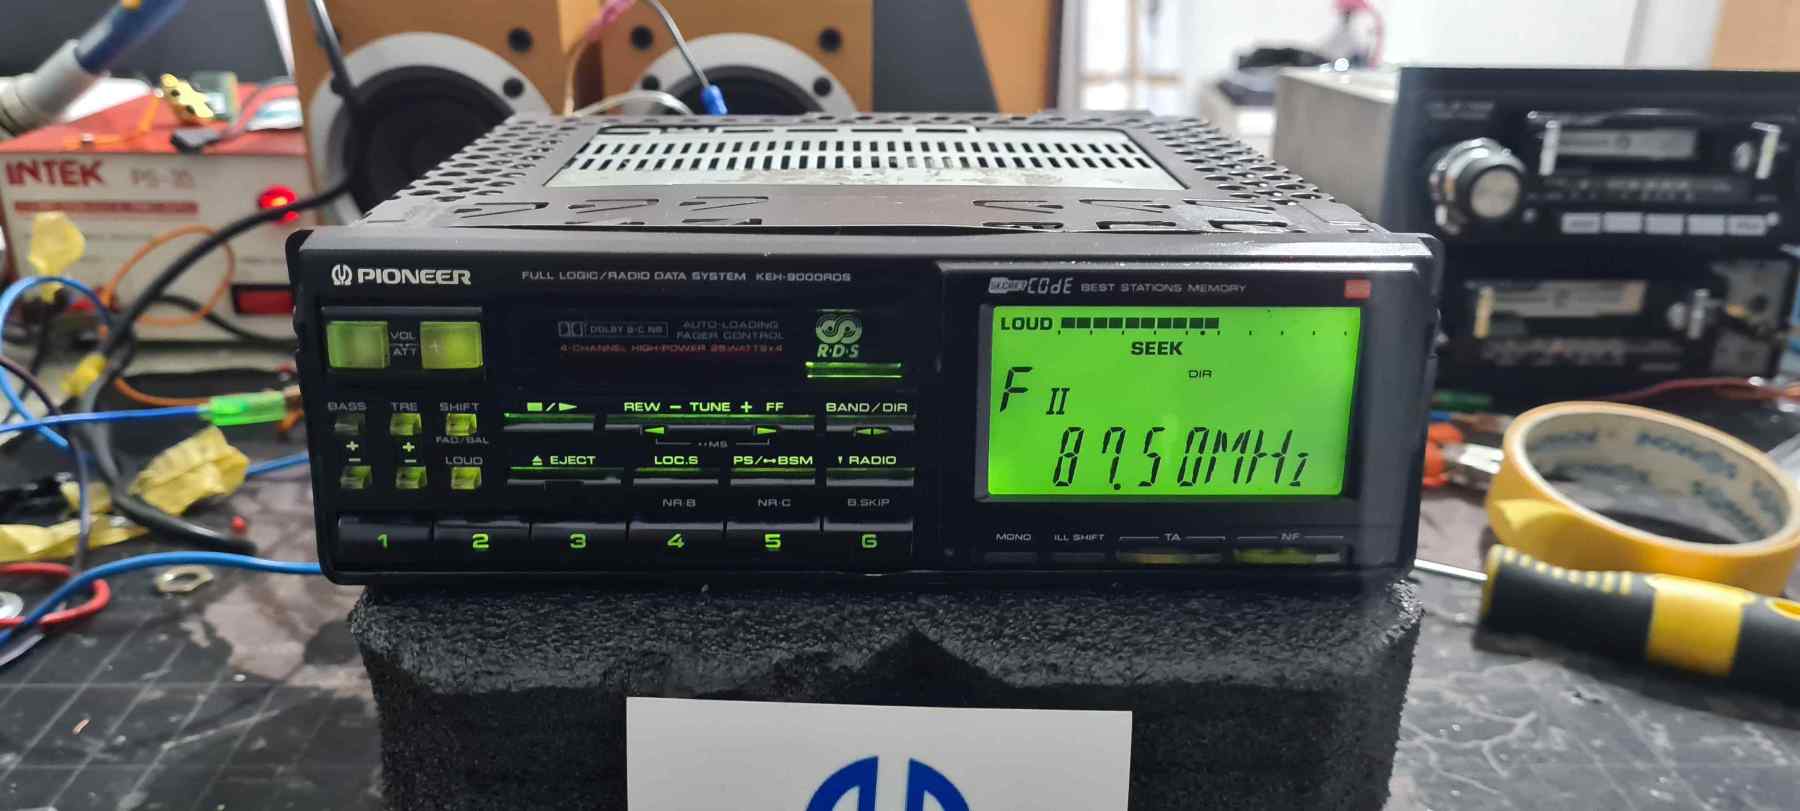 INTEK PS-35
PIONEER
FULL LOGIC/RADIO DATA SYSTEM KEH-9000RDS
CODE BEST STATIONS MEMORY
VOL
ATT
+
DOLBY B·C NR
AUTO-LOADING
FADER CONTROL
4-CHANNEL HIGH-POWER 25WATTS×4
R·D·S
BASS TRE SHIFT
FAD/BAL
+ +
- -
LOUD
■/▶ REW - TUNE + FF BAND/DIR
◀ ▶ ◀▶
··MS
▲ EJECT LOC.S PS/↔BSM RADIO
NR·B NR·C B.SKIP
1 2 3 4 5 6
LOUD
SEEK
DIR
F II
87.50MHz
MONO ILL SHIFT TA NF